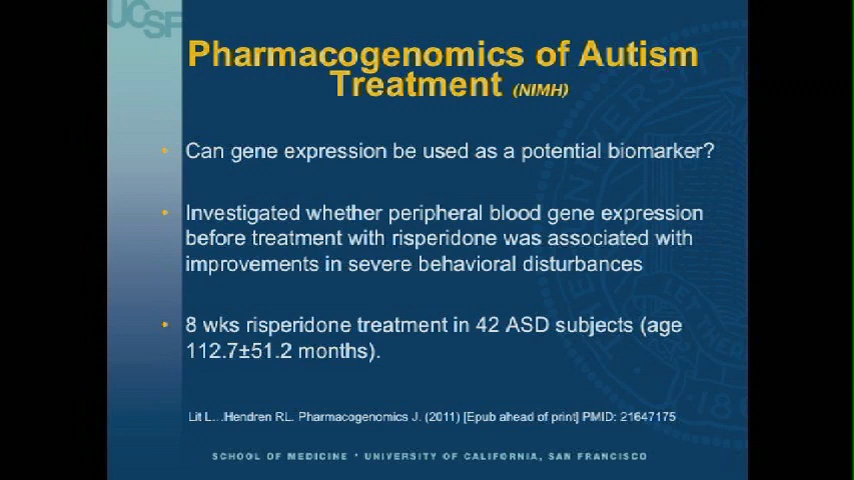 UCSF
Pharmacogenomics of Autism
Treatment (NIMH)
• Can gene expression be used as a potential biomarker?
• Investigated whether peripheral blood gene expression
before treatment with risperidone was associated with
improvements in severe behavioral disturbances
• 8 wks risperidone treatment in 42 ASD subjects (age
112.7±51.2 months).
Lit L...Hendren RL. Pharmacogenomics J. (2011) [Epub ahead of print] PMID: 21647175
SCHOOL OF MEDICINE • UNIVERSITY OF CALIFORNIA, SAN FRANCISCO